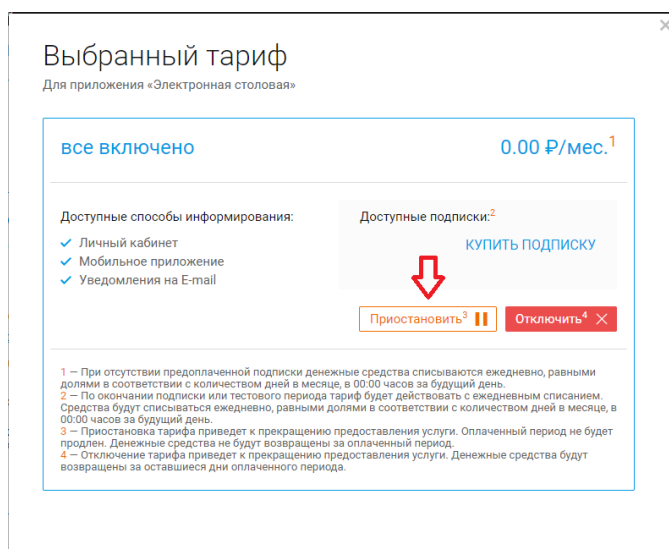 Выбранный тариф
Для приложения «Электронная столовая»
все включено
0.00 ₽/мес.1
Доступные способы информирования:
Личный кабинет
Мобильное приложение
Уведомления на E-mail
Доступные подписки:2
КУПИТЬ ПОДПИСКУ
Приостановить3
Отключить4
1 — При отсутствии предоплаченной подписки денежные средства списываются ежедневно, равными
долями в соответствии с количеством дней в месяце, в 00:00 часов за будущий день.
2 — По окончании подписки или тестового периода тариф будет действовать с ежедневным списанием.
Средства будут списываться ежедневно, равными долями в соответствии с количеством дней в месяце, в
00:00 часов за будущий день.
3 — Приостановка тарифа приведет к прекращению предоставления услуги. Оплаченный период не будет
продлен. Денежные средства не будут возвращены за оплаченный период.
4 — Отключение тарифа приведет к прекращению предоставления услуги. Денежные средства будут
возвращены за оставшиеся дни оплаченного периода.